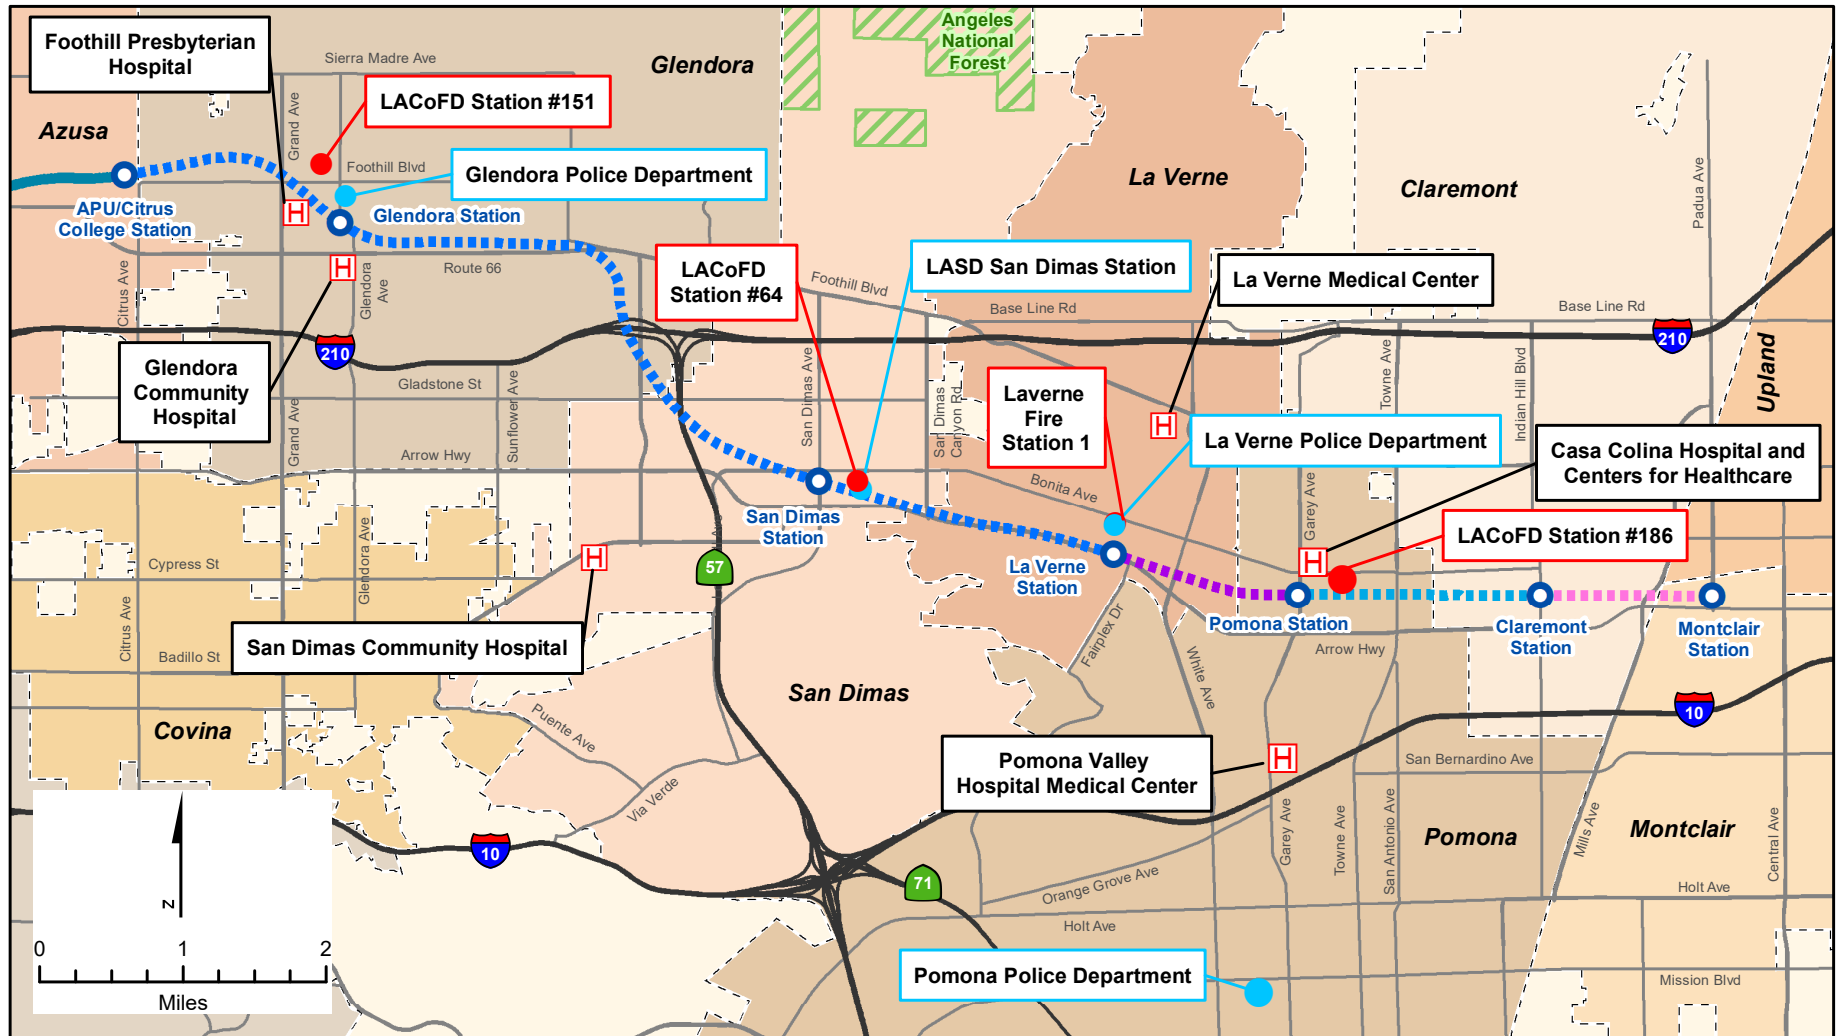 Foothill Presbyterian
Hospital
Sierra Madre Ave
Glendora
Angeles
National
Forest
LACoFD Station #151
Azusa
Grand Ave
Foothill Blvd
Glendora Police Department
La Verne
Claremont
Padua Ave
APU/Citrus
College Station
Glendora Station
Route 66
Citrus Ave
Glendora
Ave
LACoFD
Station #64
LASD San Dimas Station
Foothill Blvd
La Verne Medical Center
Base Line Rd
Base Line Rd
210
210
Glendora
Community
Hospital
Gladstone St
Sunflower Ave
Grand Ave
Arrow Hwy
San Dimas Ave
San Dimas
Canyon Rd
Laverne
Fire
Station 1
La Verne Police Department
Towne Ave
Indian Hill Blvd
Upland
Casa Colina Hospital and
Centers for Healthcare
Bonita Ave
Garey Ave
San Dimas
Station
LACoFD Station #186
H
H
H
H
H
H
Cypress St
Glendora Ave
57
La Verne
Station
Pomona Station
Claremont
Station
Montclair
Station
Citrus Ave
Badillo St
San Dimas Community Hospital
Fairplex Dr
White Ave
Arrow Hwy
San Dimas
Covina
Puente Ave
Via Verde
10
10
Pomona Valley
Hospital Medical Center
San Bernardino Ave
Garey Ave
Towne Ave
San Antonio Ave
Pomona
Mills Ave
Montclair
Central Ave
71
Orange Grove Ave
Holt Ave
Holt Ave
Pomona Police Department
Mission Blvd
N
0 1 2
Miles